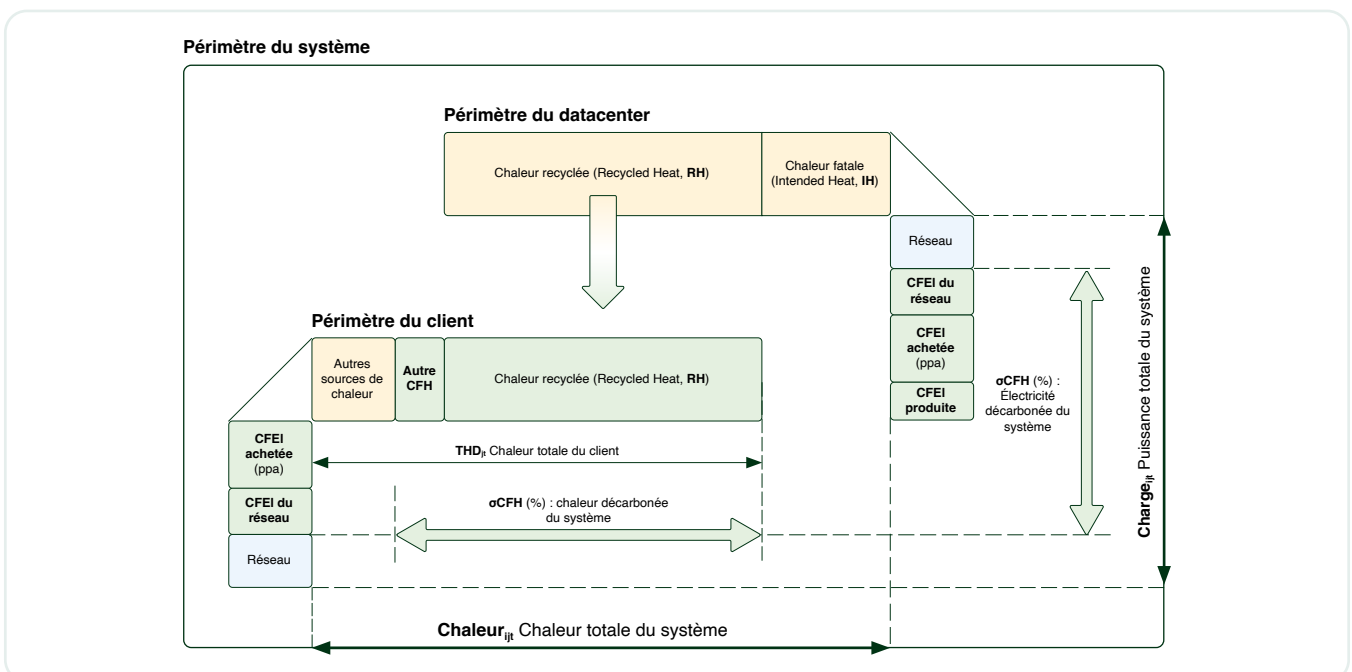 Périmètre du système
Périmètre du datacenter
Chaleur recyclée (Recycled Heat, RH)
Chaleur fatale
(Intended Heat, IH)
Réseau
CFEI du
réseau
CFEI
achetée
(ppa)
CFEI
produite
σCFH (%) :
Électricité
décarbonée du
système
Chargeijt Puissance totale du système
Périmètre du client
Autres
sources de
chaleur
Autre
CFH
Chaleur recyclée (Recycled Heat, RH)
CFEI
achetée
(ppa)
CFEI du
réseau
Réseau
THDjt Chaleur totale du client
σCFH (%) : chaleur décarbonée
du système
Chaleurijt Chaleur totale du système